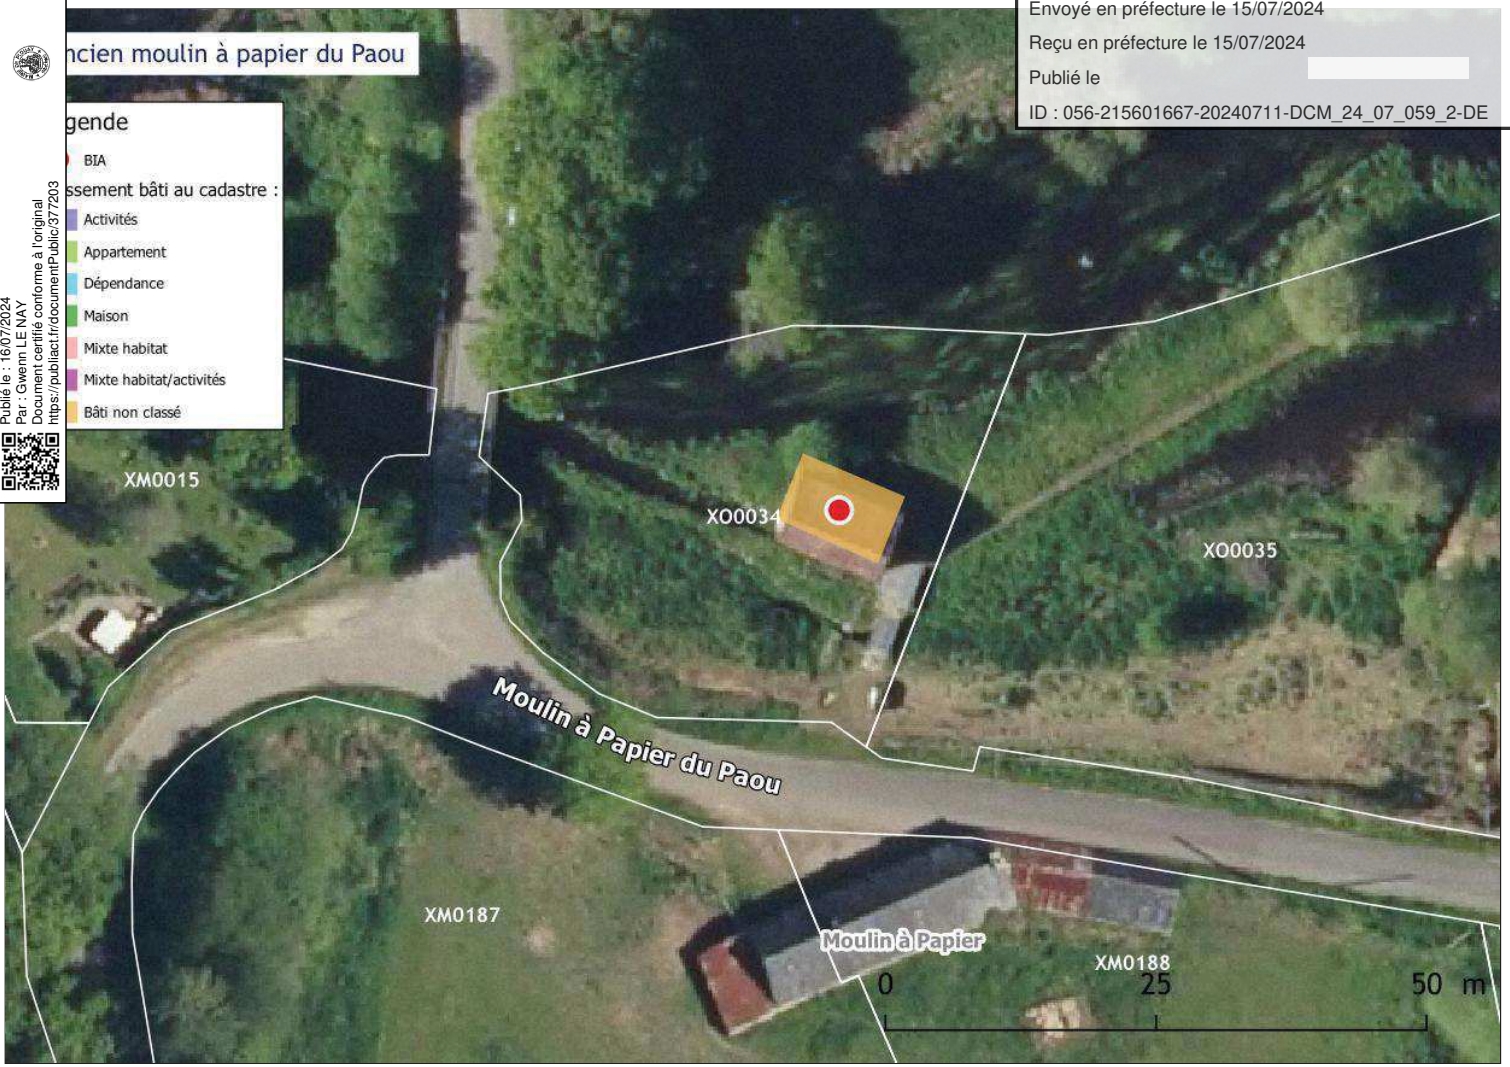 Envoyé en préfecture le 15/07/2024
Reçu en préfecture le 15/07/2024
Publié le
ID : 056-215601667-20240711-DCM_24_07_059_2-DE
ncien moulin à papier du Paou
gende
BIA
ssement bâti au cadastre :
Activités
Appartement
Dépendance
Maison
Mixte habitat
Mixte habitat/activités
Bâti non classé
Publié le : 16/07/2024
Par : Gwenn LE NAY
Document certifié conforme à l'original
https://publiact.fr/documentPublic/377203
XM0015
XO0034
XO0035
Moulin à Papier du Paou
XM0187
Moulin à Papier
XM0188
0 25 50 m